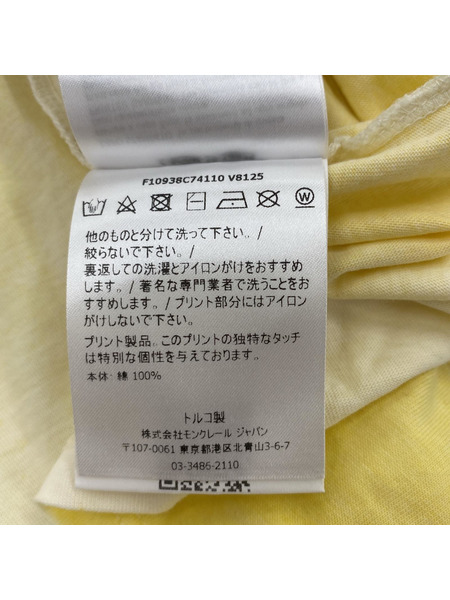 F10938C74110 V8125
他のものと分けて洗って下さい。/
絞らないで下さい。/
裏返しての洗濯とアイロンがけをおすすめ
します。/ 著名な専門業者で洗うことをお
すすめします。/ プリント部分にはアイロン
がけしないで下さい。
プリント製品。このプリントの独特なタッチ
は特別な個性を与えております。
本体: 綿 100%
トルコ製
株式会社モンクレール ジャパン
〒107-0061 東京都港区北青山3-6-7
03-3486-2110